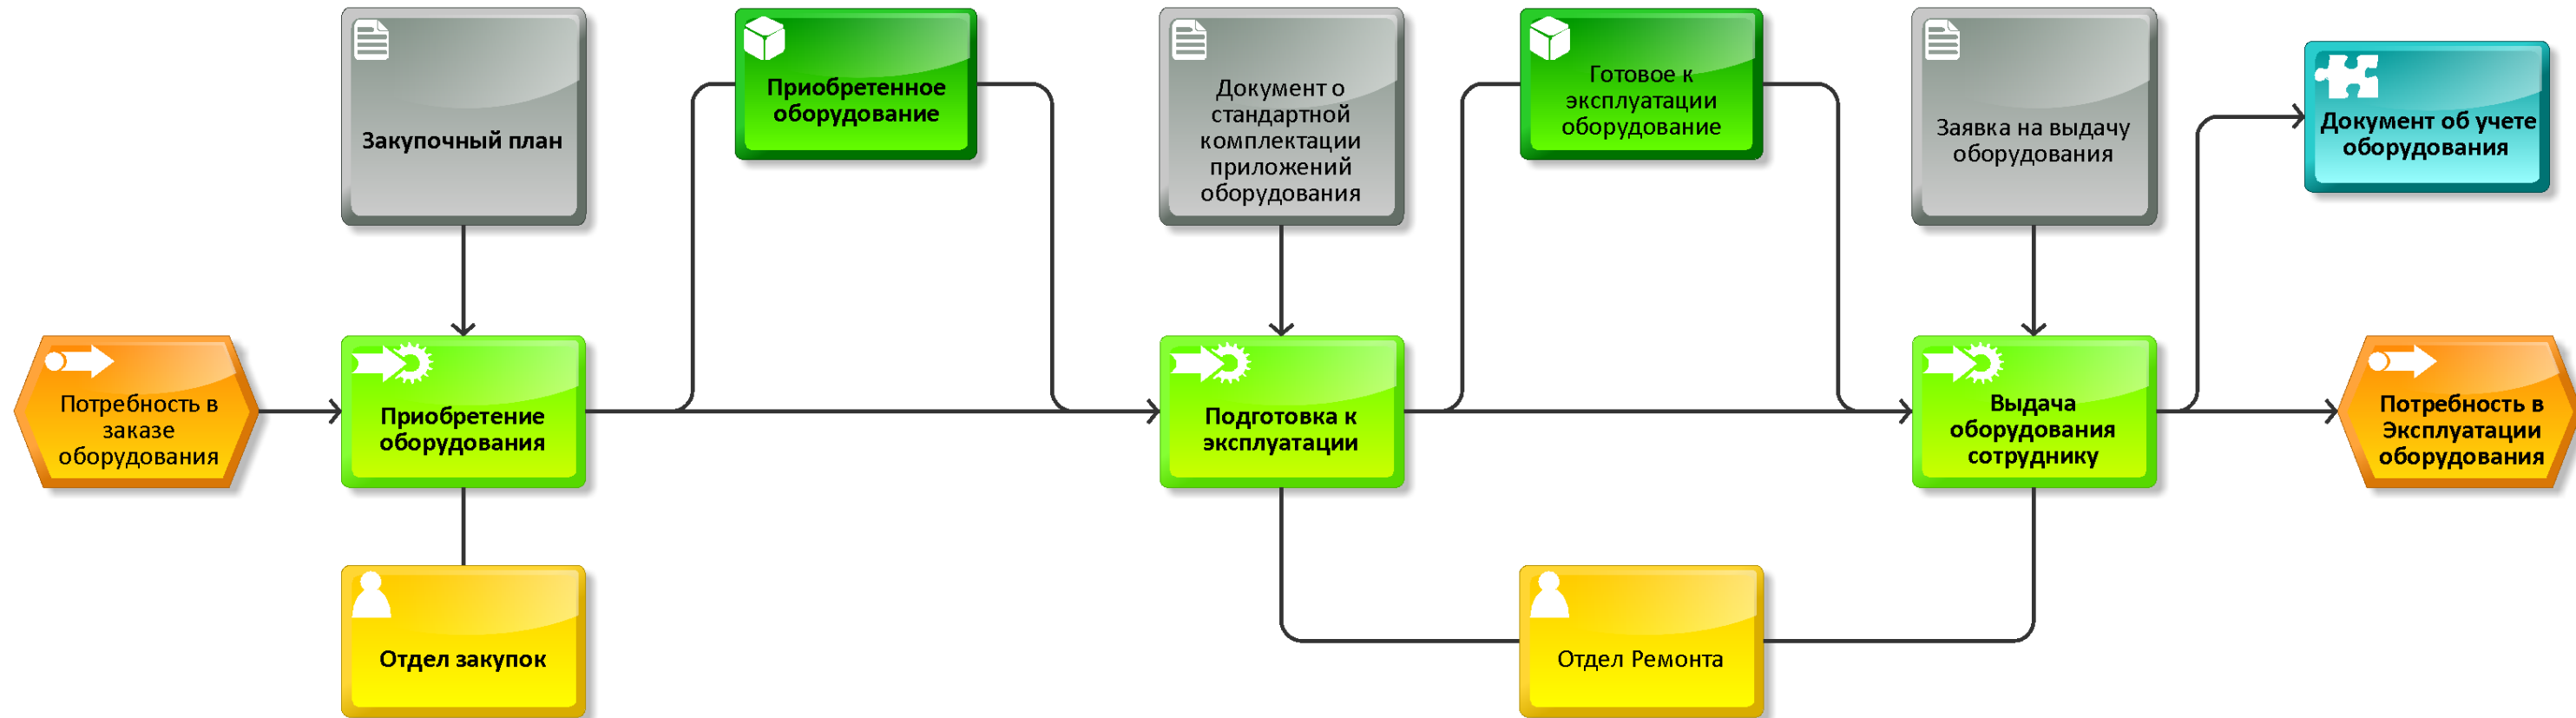 Закупочный план
Приобретенное
оборудование
Документ о
стандартной
комплектации
приложений
оборудования
Готовое к
эксплуатации
оборудование
Заявка на выдачу
оборудования
Документ об учете
оборудования
Потребность в
заказе
оборудования
Приобретение
оборудования
Подготовка к
эксплуатации
Выдача
оборудования
сотруднику
Потребность в
Эксплуатации
оборудования
Отдел закупок
Отдел Ремонта